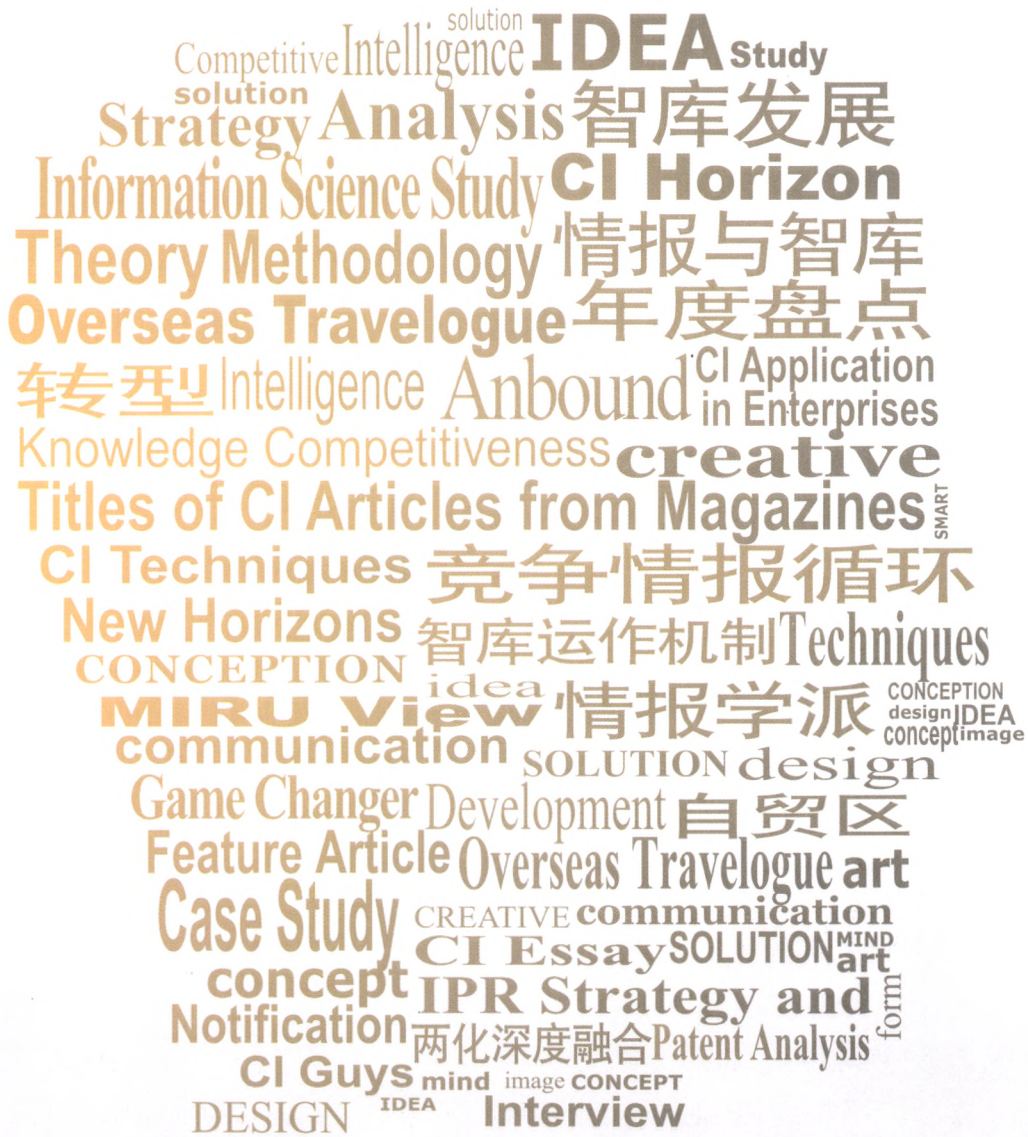 solution
Competitive Intelligence IDEA Study
solution
Strategy Analysis 智库发展
Information Science Study CI Horizon
Theory Methodology 情报与智库
Overseas Travelogue 年度盘点
转型 Intelligence Anbound CI Application
in Enterprises
Knowledge Competitiveness creative
Titles of CI Articles from Magazines SMART
CI Techniques 竞争情报循环
New Horizons 智库运作机制 Techniques
CONCEPTION idea
MIRU View 情报学派 CONCEPTION
design IDEA
concept image
communication SOLUTION design
Game Changer Development 自贸区
Feature Article Overseas Travelogue art
Case Study CREATIVE communication
CI Essay SOLUTION MIND
art
concept IPR Strategy and form
Notification 两化深度融合 Patent Analysis
CI Guys mind image CONCEPT
DESIGN IDEA Interview